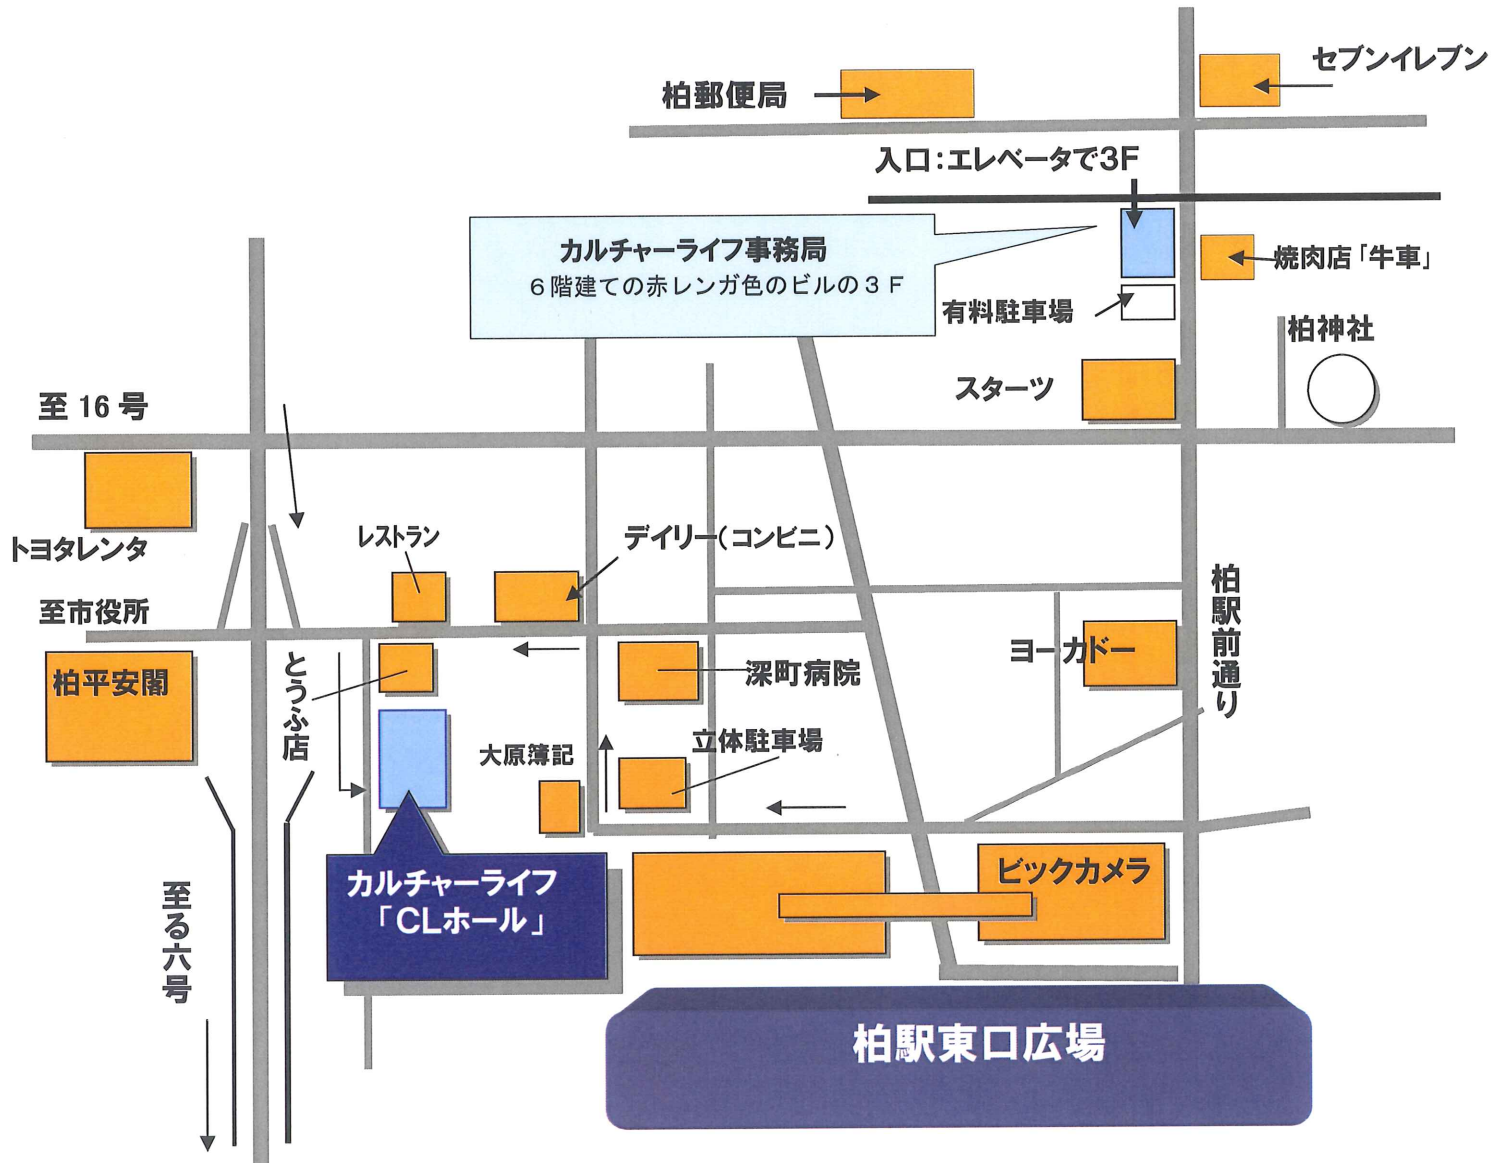 セブンイレブン
柏郵便局
入口：エレベータで3F
カルチャーライフ事務局
６階建ての赤レンガ色のビルの３Ｆ
焼肉店「牛車」
有料駐車場
柏神社
スターツ
至 16 号
トヨタレンタ
レストラン
デイリー（コンビニ）
至市役所
柏駅前通り
ヨーカドー
柏平安閣
とうふ店
深町病院
大原簿記
立体駐車場
カルチャーライフ
「CLホール」
ビックカメラ
至る六号
柏駅東口広場